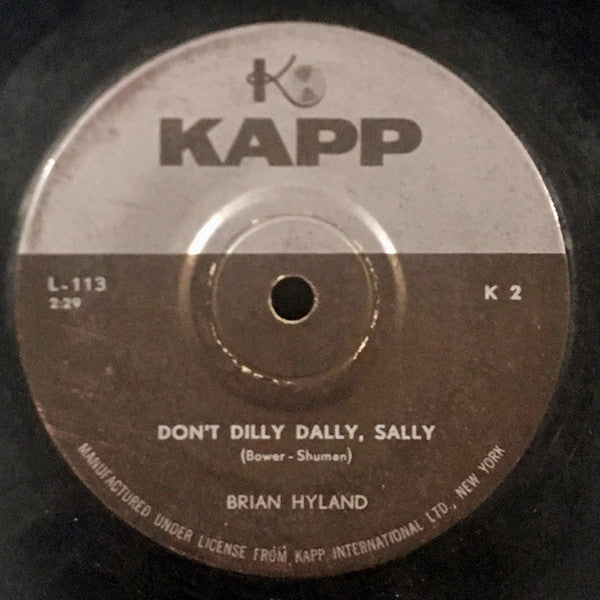 K
KAPP
L-113
2:29
K 2
DON'T DILLY DALLY, SALLY
(Bower - Shuman)
BRIAN HYLAND
MANUFACTURED UNDER LICENSE FROM KAPP INTERNATIONAL LTD., NEW YORK